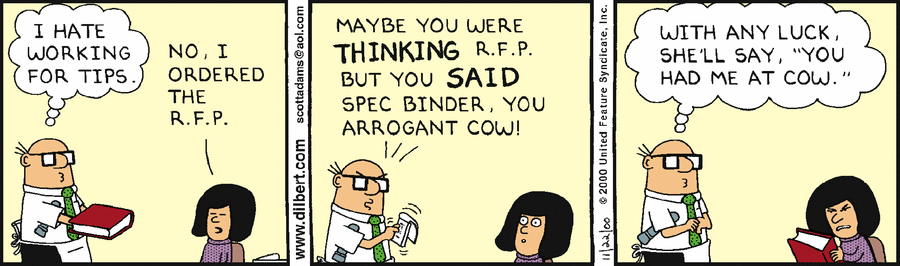 I HATE
WORKING
FOR TIPS.
NO, I
ORDERED
THE
R.F.P.
www.dilbert.com scottadams@aol.com
MAYBE YOU WERE
THINKING R.F.P.
BUT YOU SAID
SPEC BINDER, YOU
ARROGANT COW!
11/22/00 © 2000 United Feature Syndicate, Inc.
WITH ANY LUCK,
SHE'LL SAY, "YOU
HAD ME AT COW."